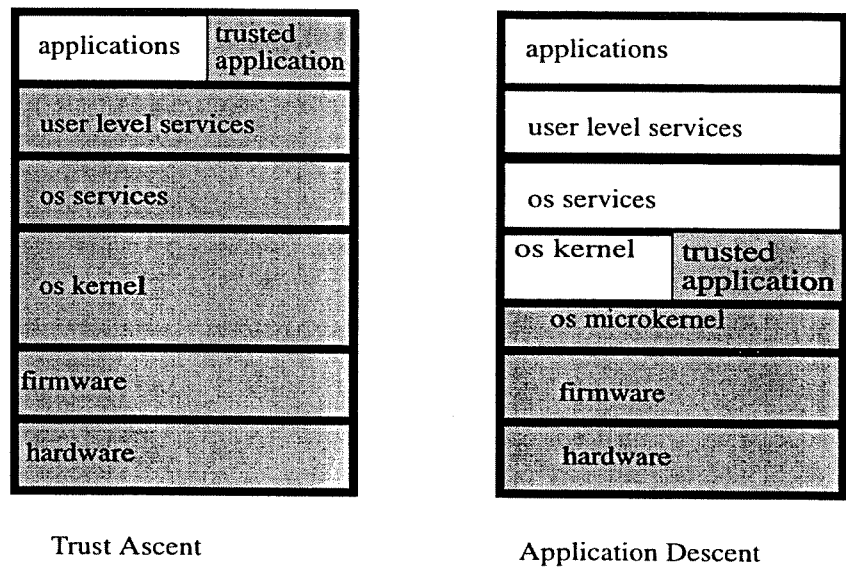 applications
trusted
application
user level services
os services
os kernel
firmware
hardware
Trust Ascent
applications
user level services
os services
os kernel
trusted
application
os microkernel
firmware
hardware
Application Descent